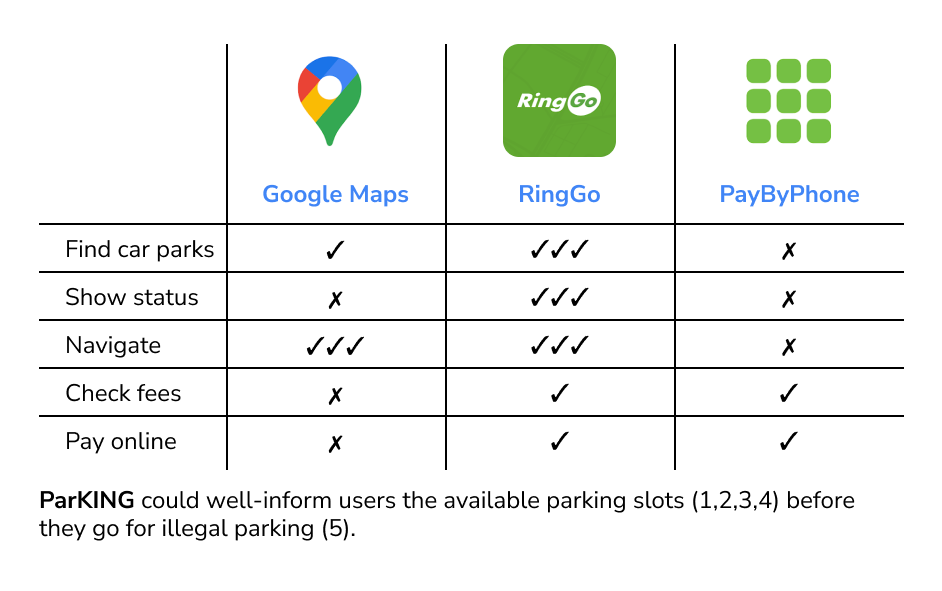 RingGo
Google Maps RingGo PayByPhone
Find car parks ✓ ✓✓✓ ✗
Show status ✗ ✓✓✓ ✗
Navigate ✓✓✓ ✓✓✓ ✗
Check fees ✗ ✓ ✓
Pay online ✗ ✓ ✓
ParKING could well-inform users the available parking slots (1,2,3,4) before
they go for illegal parking (5).